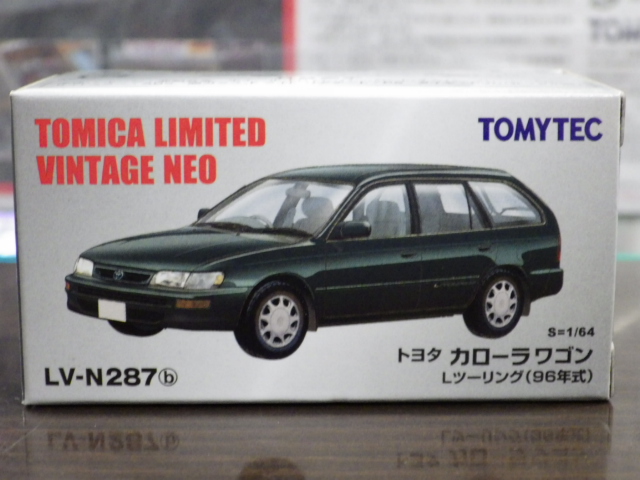 TOMICA LIMITED
VINTAGE NEO
TOMYTEC
S=1/64
トヨタ カローラワゴン
Lツーリング(96年式)
LV-N287ⓑ